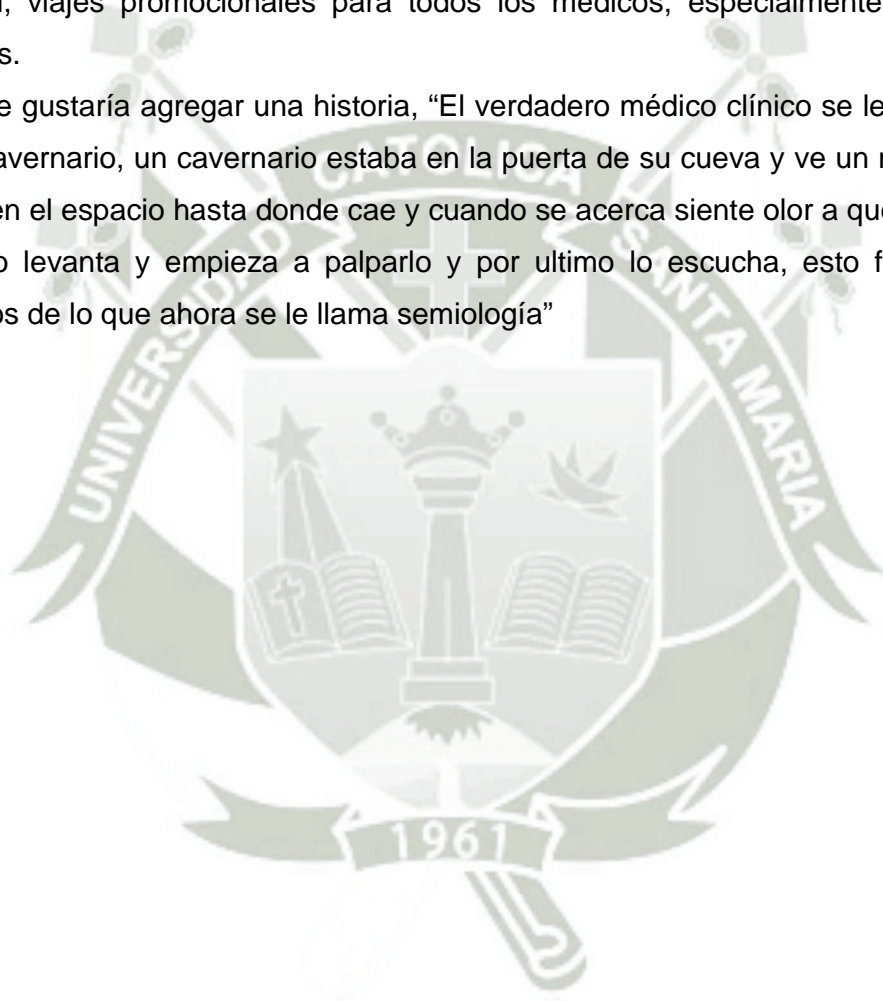 , viajes promocionales para todos los médicos, especialmente
s.
e gustaría agregar una historia, “El verdadero médico clínico se le
avernario, un cavernario estaba en la puerta de su cueva y ve un
en el espacio hasta donde cae y cuando se acerca siente olor a qu
o levanta y empieza a palparlo y por ultimo lo escucha, esto f
os de lo que ahora se le llama semiología”
UNIVERSIDAD CATOLICA SANTA MARIA
1961